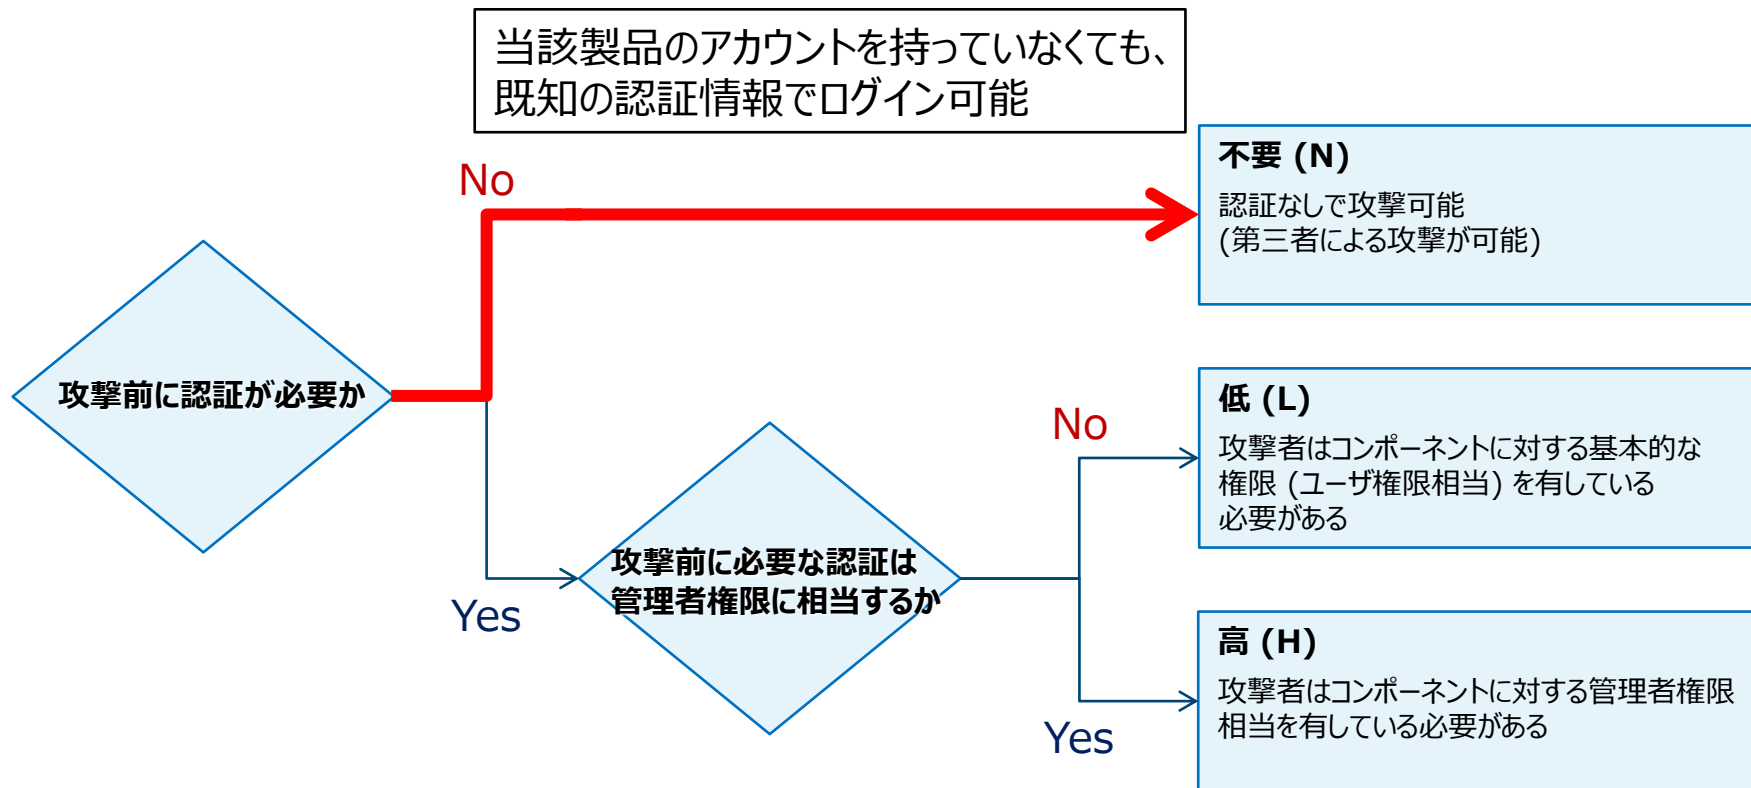 当該製品のアカウントを持っていなくても、
既知の認証情報でログイン可能
No
不要 (N)
認証なしで攻撃可能
(第三者による攻撃が可能)
攻撃前に認証が必要か
No
低 (L)
攻撃者はコンポーネントに対する基本的な
権限 (ユーザ権限相当) を有している
必要がある
Yes
攻撃前に必要な認証は
管理者権限に相当するか
Yes
高 (H)
攻撃者はコンポーネントに対する管理者権限
相当を有している必要がある